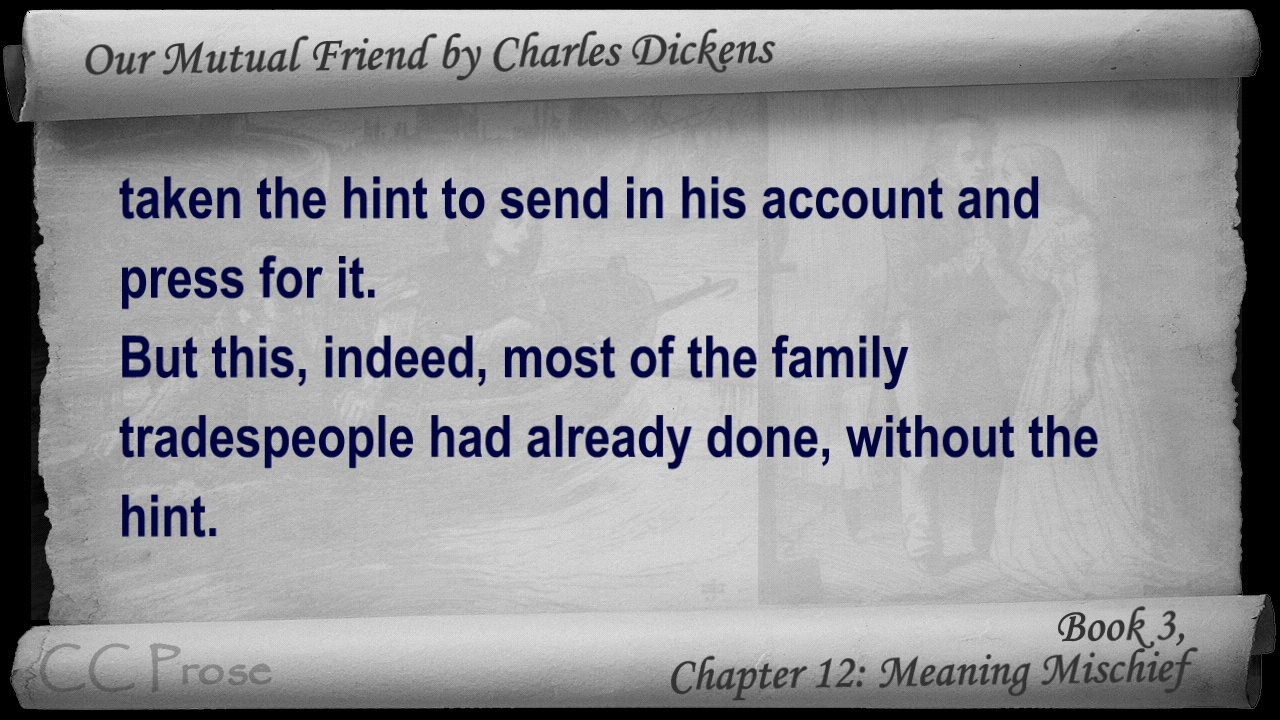 Our Mutual Friend by Charles Dickens
taken the hint to send in his account and
press for it.
But this, indeed, most of the family
tradespeople had already done, without the
hint.
Book 3,
Chapter 12: Meaning Mischief
CC Prose